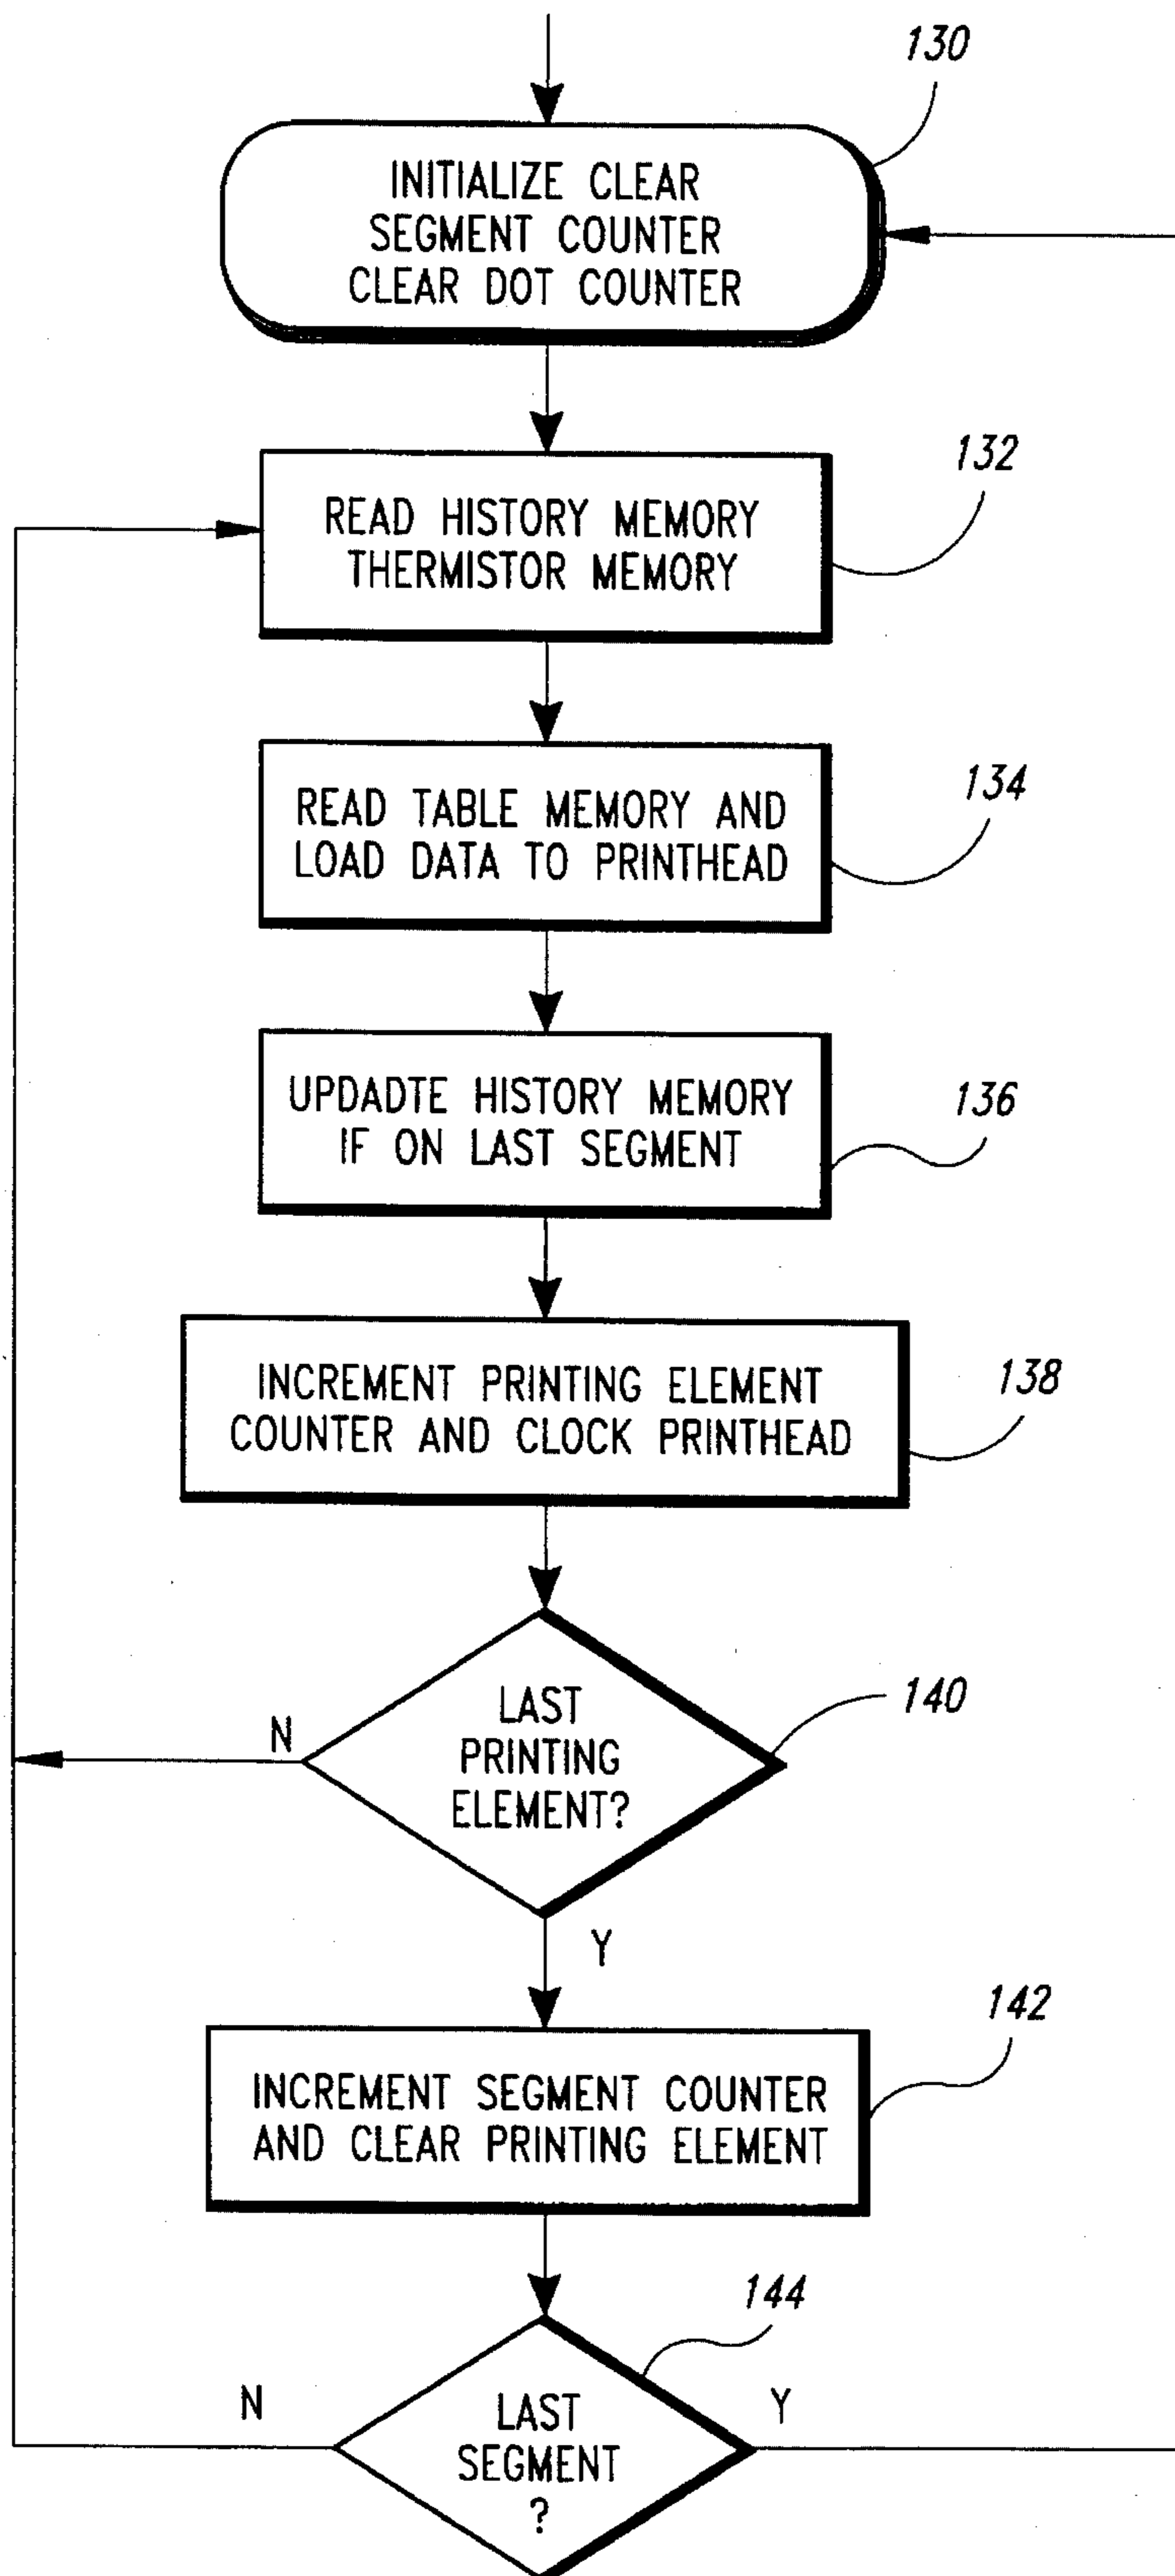 130
INITIALIZE CLEAR
SEGMENT COUNTER
CLEAR DOT COUNTER
132
READ HISTORY MEMORY
THERMISTOR MEMORY
134
READ TABLE MEMORY AND
LOAD DATA TO PRINTHEAD
136
UPDADTE HISTORY MEMORY
IF ON LAST SEGMENT
138
INCREMENT PRINTING ELEMENT
COUNTER AND CLOCK PRINTHEAD
140
LAST
PRINTING
ELEMENT?
N
Y
142
INCREMENT SEGMENT COUNTER
AND CLEAR PRINTING ELEMENT
144
N
Y
LAST
SEGMENT
?